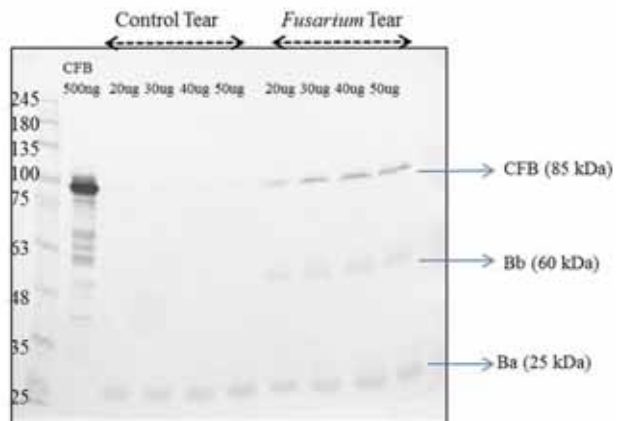 Control Tear Fusarium Tear
CFB
500ng 20ug 30ug 40ug 50ug 20ug 30ug 40ug 50ug
245
180
135
100
75
63
48
35
25
CFB (85 kDa)
Bb (60 kDa)
Ba (25 kDa)